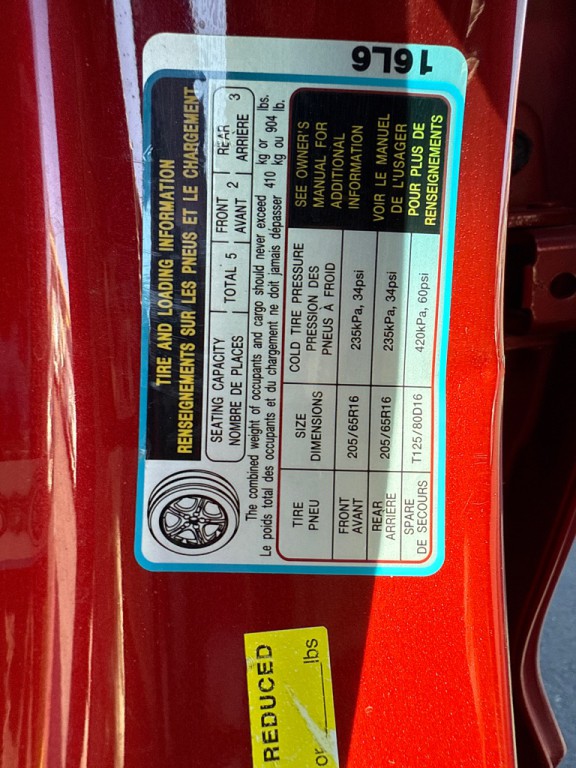 16L6
TIRE AND LOADING INFORMATION
RENSEIGNEMENTS SUR LES PNEUS ET LE CHARGEMENT
SEATING CAPACITY
NOMBRE DE PLACES
TOTAL 5
FRONT
AVANT 2
REAR
ARRIÈRE 3
The combined weight of occupants and cargo should never exceed 410 kg or lbs.
Le poids total des occupants et du chargement ne doit jamais dépasser kg ou 904 lb.
TIRE
PNEU
SIZE
DIMENSIONS
COLD TIRE PRESSURE
PRESSION DES
PNEUS À FROID
SEE OWNER'S
MANUAL FOR
ADDITIONAL
INFORMATION
VOIR LE MANUEL
DE L'USAGER
POUR PLUS DE
RENSEIGNEMENTS
FRONT
AVANT
205/65R16
235kPa, 34psi
REAR
ARRIÈRE
205/65R16
235kPa, 34psi
SPARE
DE SECOURS
T125/80D16
420kPa, 60psi
REDUCED
or lbs